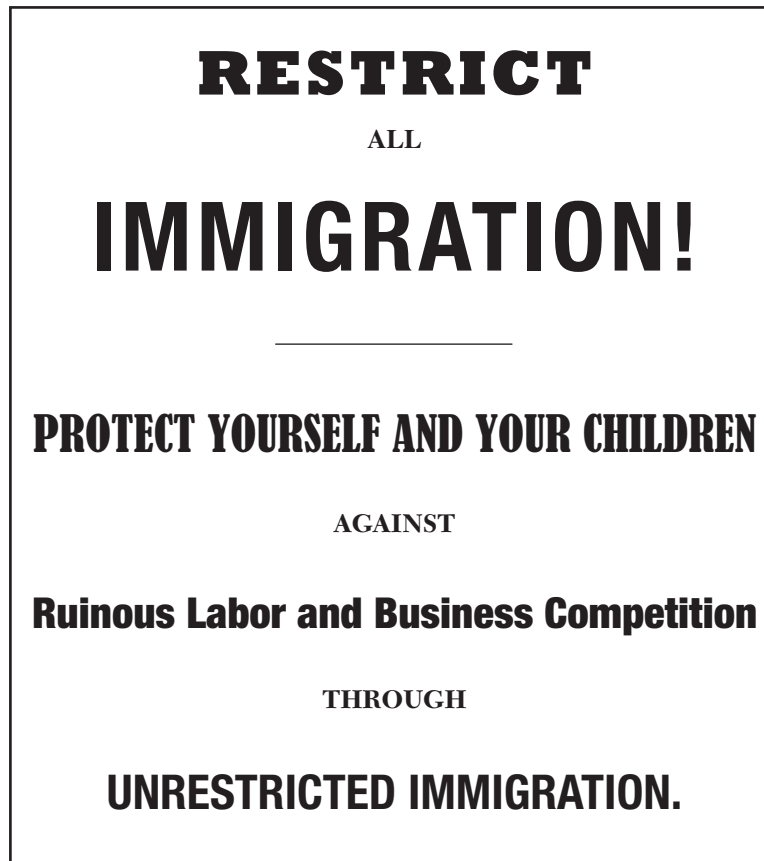 RESTRICT
ALL
IMMIGRATION!
PROTECT YOURSELF AND YOUR CHILDREN
AGAINST
Ruinous Labor and Business Competition
THROUGH
UNRESTRICTED IMMIGRATION.